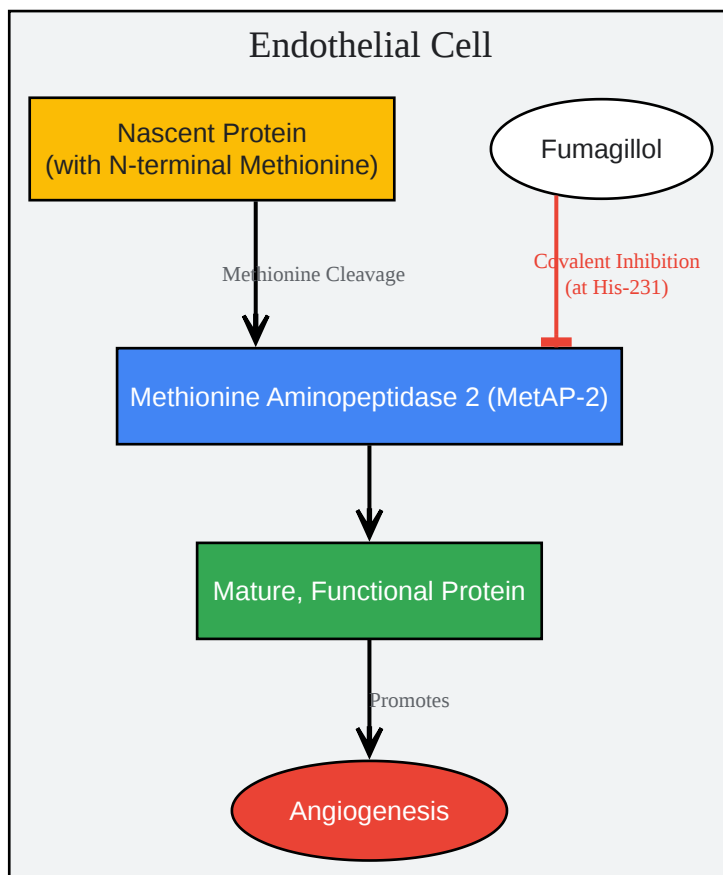 Endothelial Cell
Nascent Protein
(with N-terminal Methionine)
Fumagillol
Methionine Cleavage
Covalent Inhibition
(at His-231)
Methionine Aminopeptidase 2 (MetAP-2)
Mature, Functional Protein
Promotes
Angiogenesis